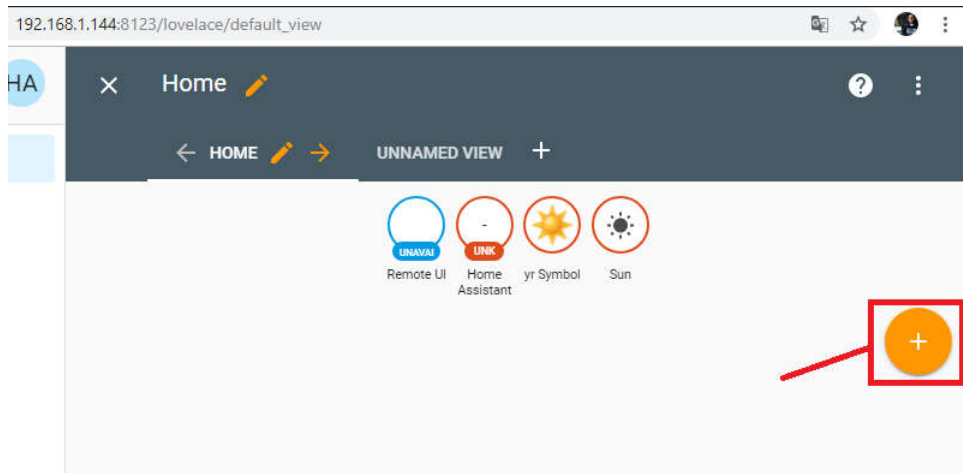 192.168.1.144:8123/lovelace/default_view
HA
Home
HOME
UNNAMED VIEW
-
UNAVAI
UNK
Remote UI
Home
Assistant
yr Symbol
Sun